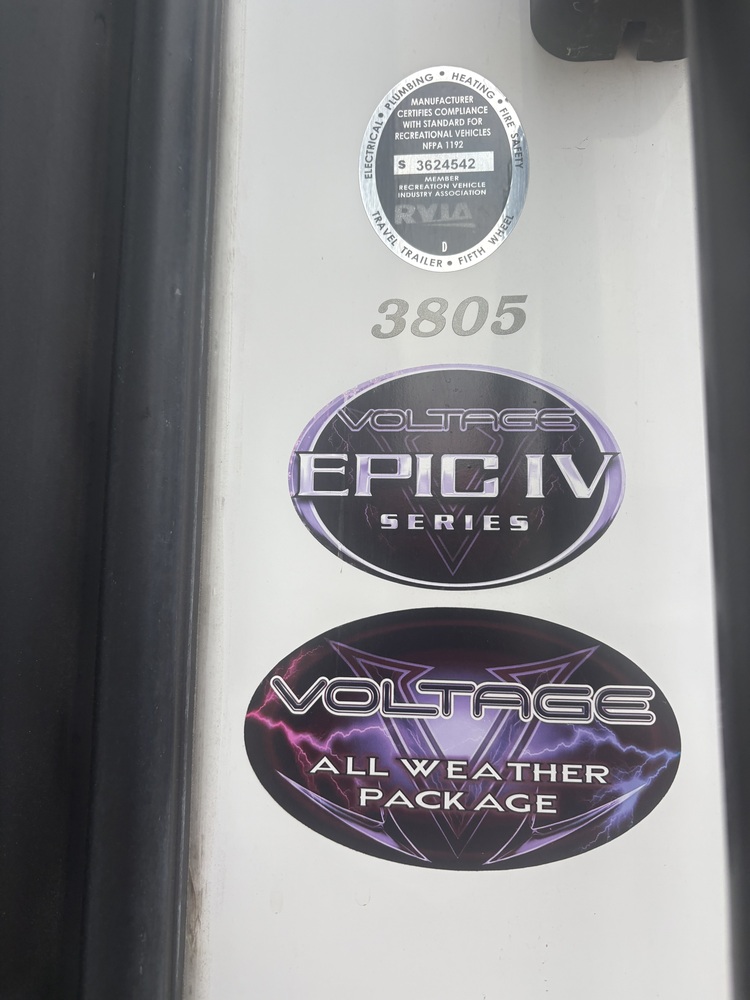 ELECTRICAL • PLUMBING • HEATING • FIRE SAFETY
MANUFACTURER
CERTIFIES COMPLIANCE
WITH STANDARD FOR
RECREATIONAL VEHICLES
NFPA 1192
S 3624542
MEMBER
RECREATION VEHICLE
INDUSTRY ASSOCIATION
RVIA
D
TRAVEL TRAILER • FIFTH WHEEL
3805
VOLTAGE
EPIC IV
SERIES
VOLTAGE
ALL WEATHER
PACKAGE